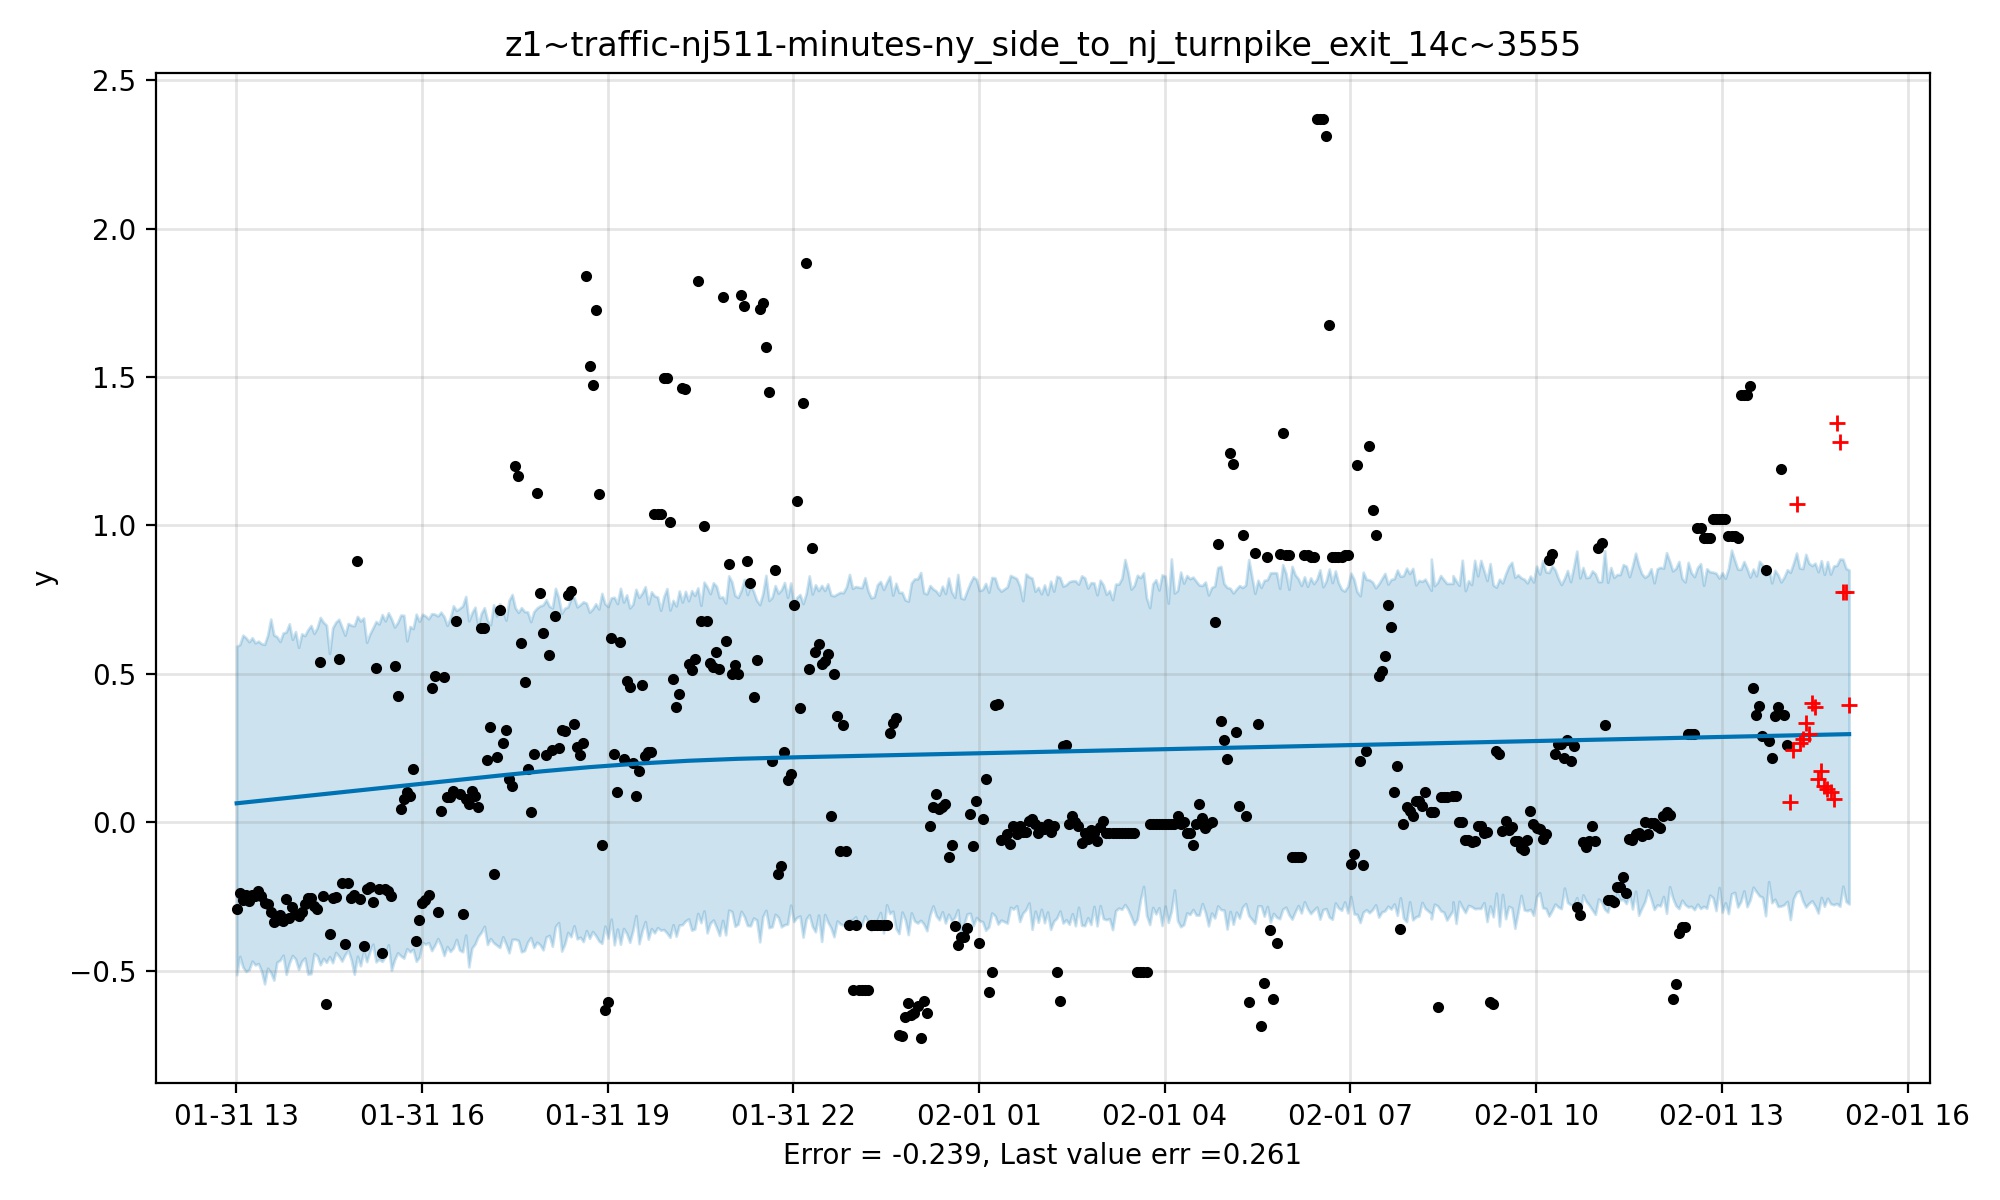 z1~traffic-nj511-minutes-ny_side_to_nj_turnpike_exit_14c~3555
2.5
2.0
1.5
1.0
0.5
0.0
−0.5
y
01-31 13 01-31 16 01-31 19 01-31 22 02-01 01 02-01 04 02-01 07 02-01 10 02-01 13 02-01 16
Error = -0.239, Last value err =0.261